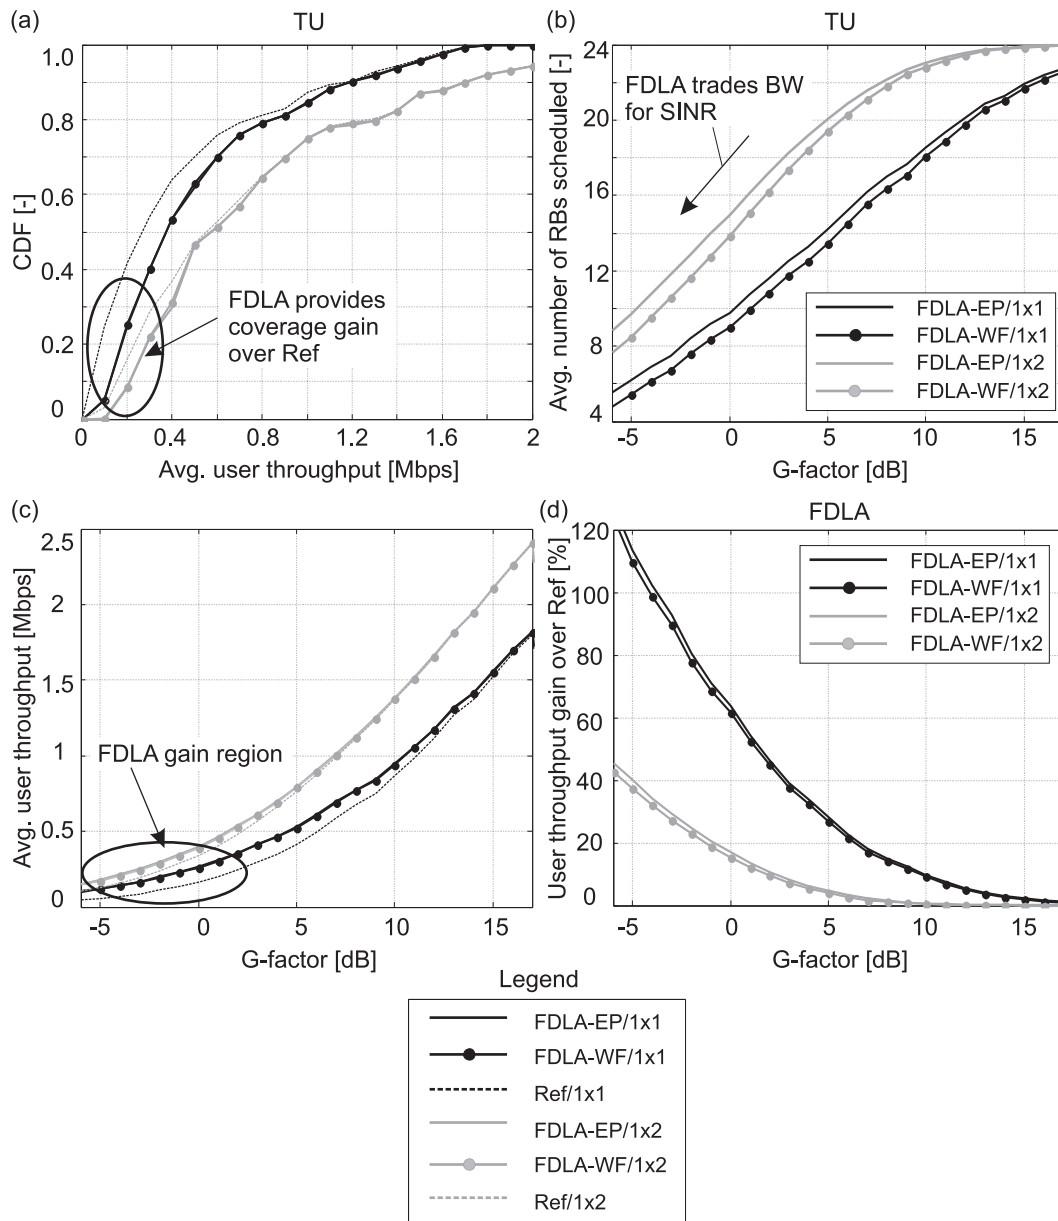 (a)
TU
1.0
0.8
0.6
0.4
0.2
0
CDF [-]
FDLA provides
coverage gain
over Ref
0
0.4
0.8
1.2
1.6
2
Avg. user throughput [Mbps]
(b)
TU
24
20
16
12
8
4
Avg. number of RBs scheduled [-]
FDLA trades BW
for SINR
FDLA-EP/1x1
FDLA-WF/1x1
FDLA-EP/1x2
FDLA-WF/1x2
-5
0
5
10
15
G-factor [dB]
(c)
2.5
2
1.5
1
0.5
0
Avg. user throughput [Mbps]
FDLA gain region
-5
0
5
10
15
G-factor [dB]
(d)
FDLA
120
100
80
60
40
20
0
User throughput gain over Ref [%]
FDLA-EP/1x1
FDLA-WF/1x1
FDLA-EP/1x2
FDLA-WF/1x2
-5
0
5
10
15
G-factor [dB]
Legend
FDLA-EP/1x1
FDLA-WF/1x1
Ref/1x1
FDLA-EP/1x2
FDLA-WF/1x2
Ref/1x2